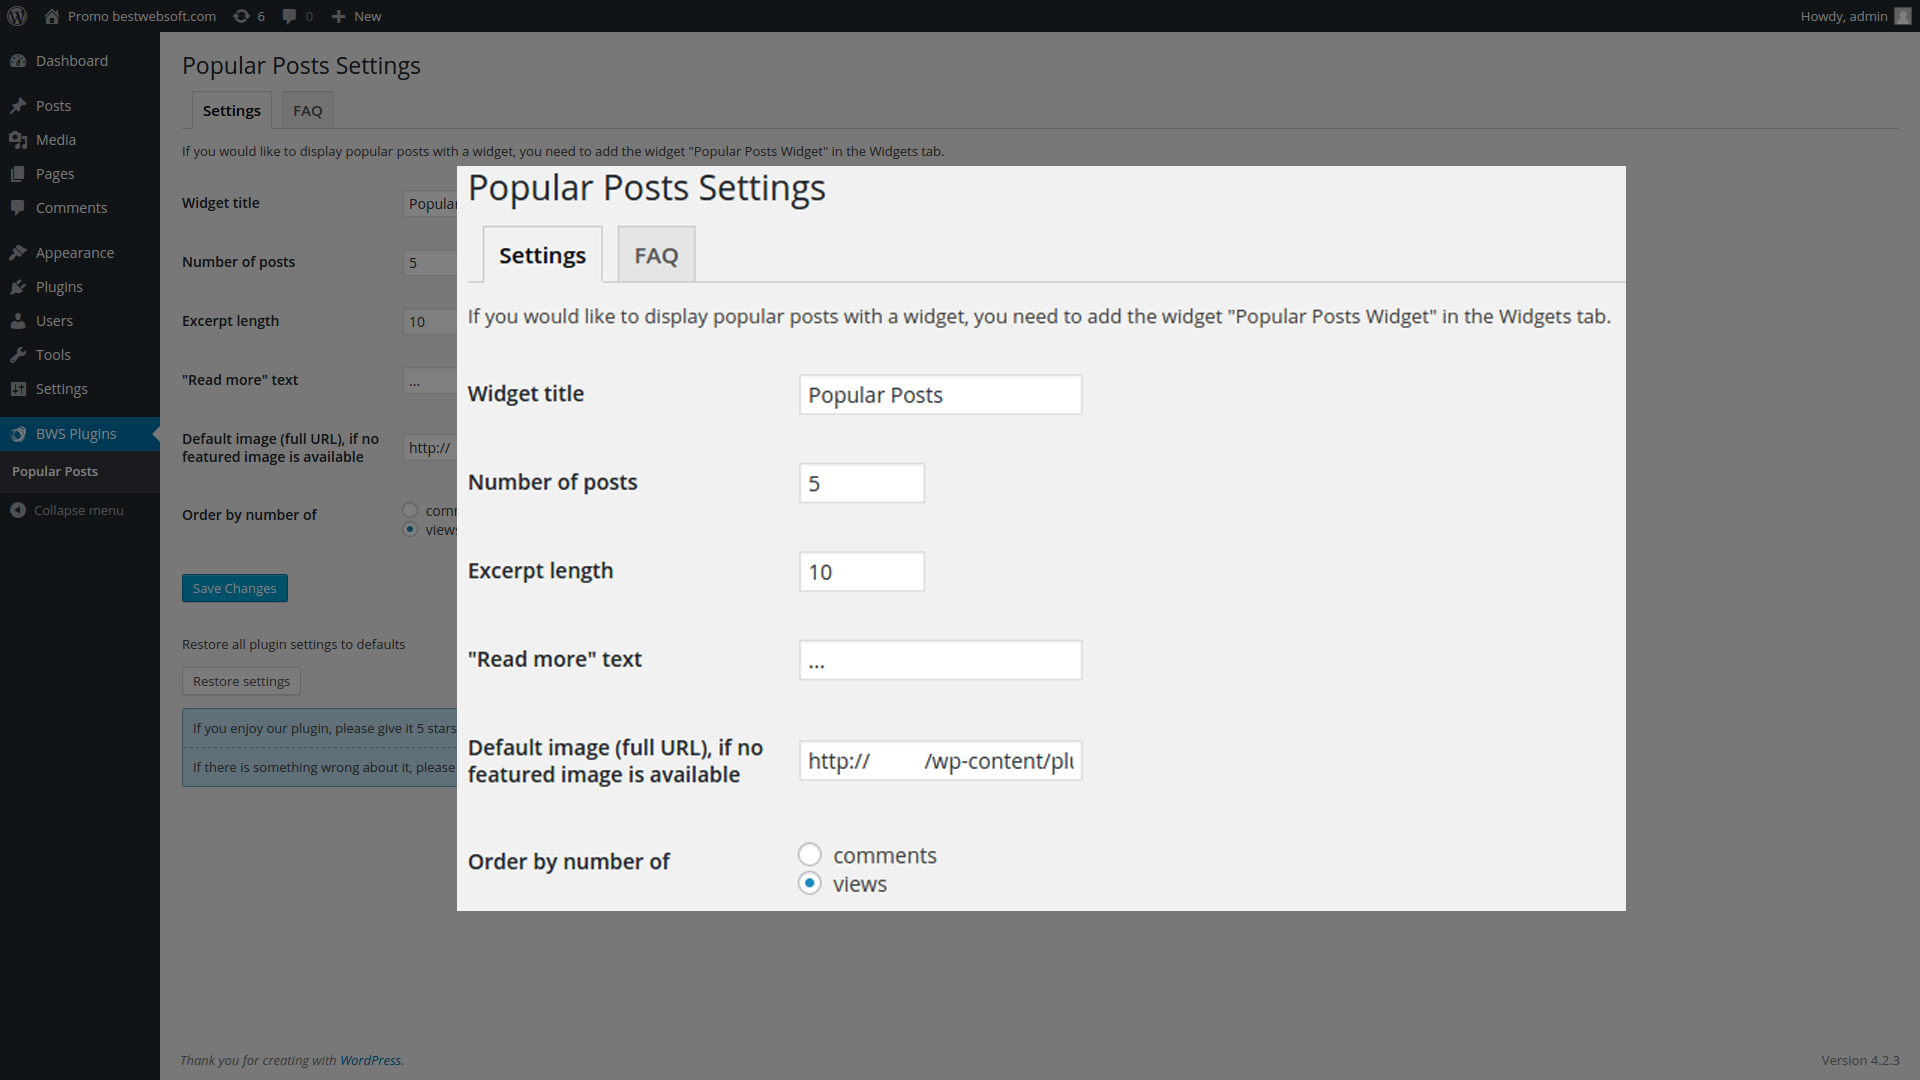 Promo bestwebsoft.com 6 0 New Howdy, admin
Dashboard
Posts
Media
Pages
Comments
Appearance
Plugins
Users
Tools
Settings
BWS Plugins
Popular Posts
Collapse menu
Popular Posts Settings
Settings FAQ
If you would like to display popular posts with a widget, you need to add the widget "Popular Posts Widget" in the Widgets tab.
Widget title Popular
Number of posts 5
Excerpt length 10
"Read more" text ...
Default image (full URL), if no
featured image is available http://
Order by number of
views
Save Changes
Restore all plugin settings to defaults
Restore settings
If you enjoy our plugin, please give it 5 stars
If there is something wrong about it, please
Popular Posts Settings
Settings FAQ
If you would like to display popular posts with a widget, you need to add the widget "Popular Posts Widget" in the Widgets tab.
Widget title Popular Posts
Number of posts 5
Excerpt length 10
"Read more" text ...
Default image (full URL), if no
featured image is available http:// /wp-content/plu
Order by number of comments
views
Thank you for creating with WordPress. Version 4.2.3